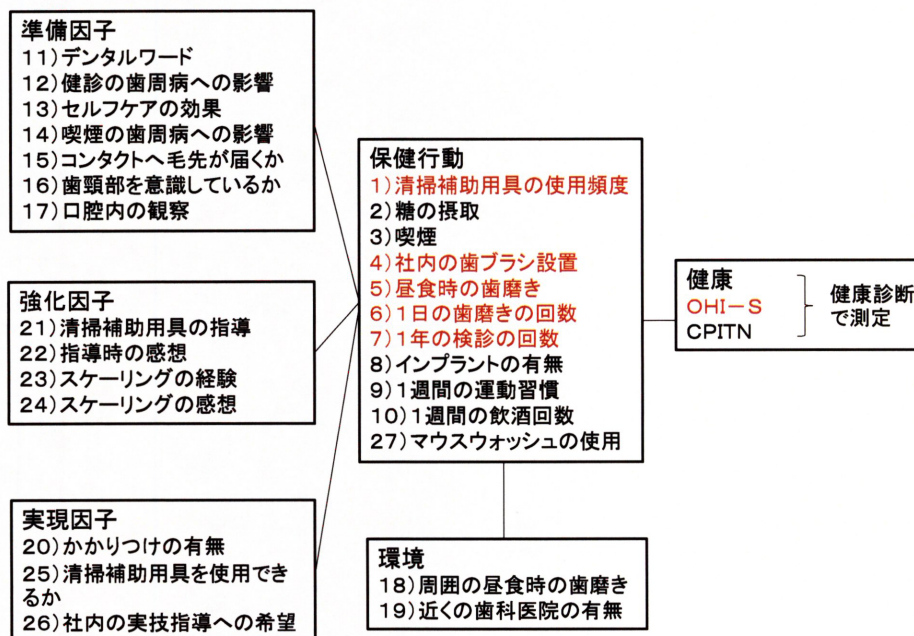 準備因子
11)デンタルワード
12)健診の歯周病への影響
13)セルフケアの効果
14)喫煙の歯周病への影響
15)コンタクトへ毛先が届くか
16)歯頸部を意識しているか
17)口腔内の観察
強化因子
21)清掃補助用具の指導
22)指導時の感想
23)スケーリングの経験
24)スケーリングの感想
実現因子
20)かかりつけの有無
25)清掃補助用具を使用でき
るか
26)社内の実技指導への希望
保健行動
1)清掃補助用具の使用頻度
2)糖の摂取
3)喫煙
4)社内の歯ブラシ設置
5)昼食時の歯磨き
6)1日の歯磨きの回数
7)1年の検診の回数
8)インプラントの有無
9)1週間の運動習慣
10)1週間の飲酒回数
27)マウスウォッシュの使用
環境
18)周囲の昼食時の歯磨き
19)近くの歯科医院の有無
健康
OHI-S
CPITN
健康診断
で測定